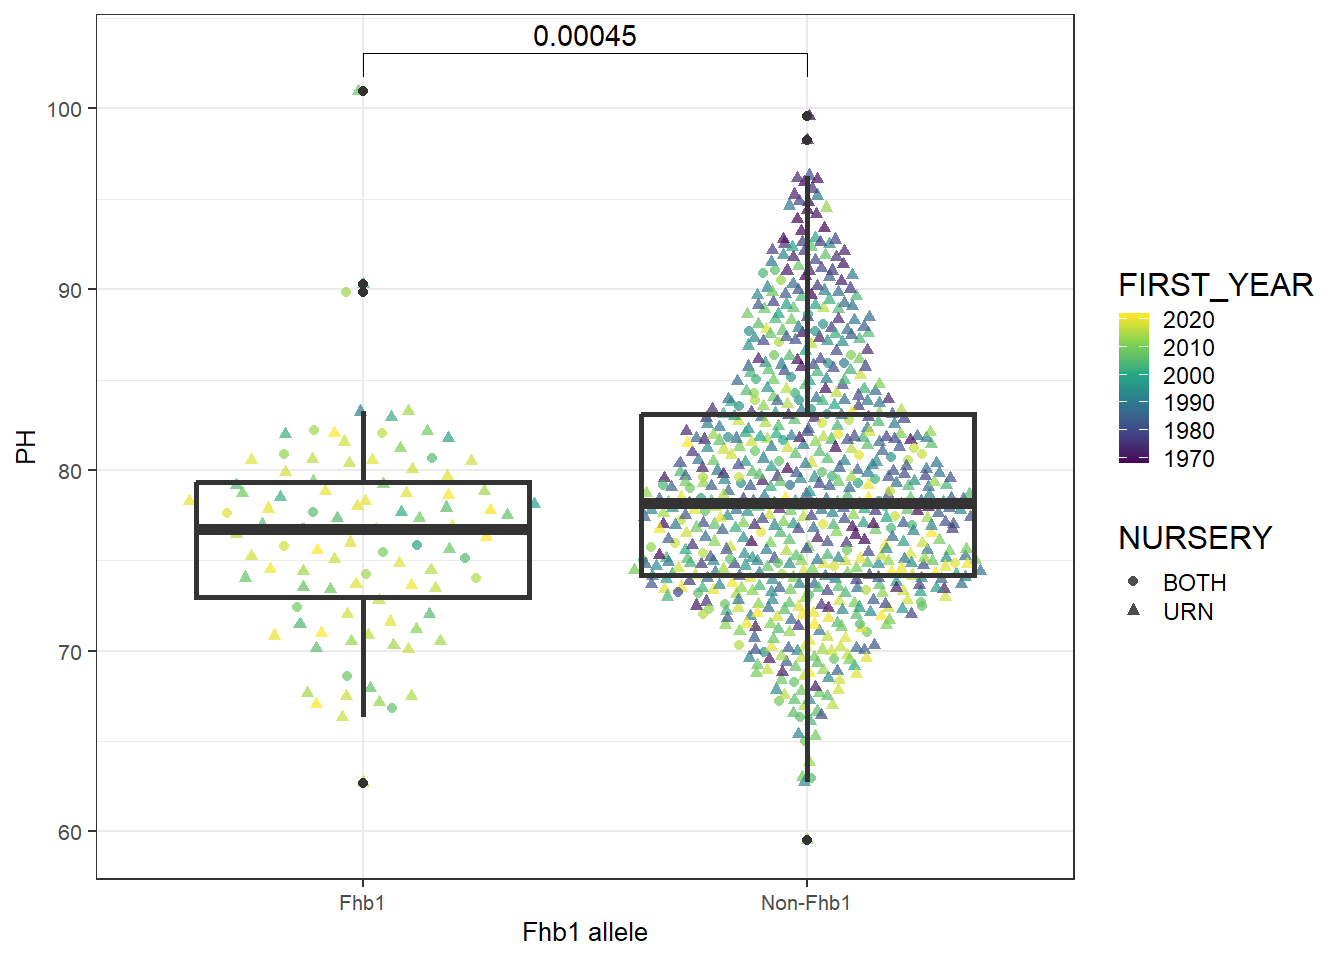 0.00045
PH
100
90
80
70
60
Fhb1
Non-Fhb1
Fhb1 allele
FIRST_YEAR
2020
2010
2000
1990
1980
1970
NURSERY
BOTH
URN